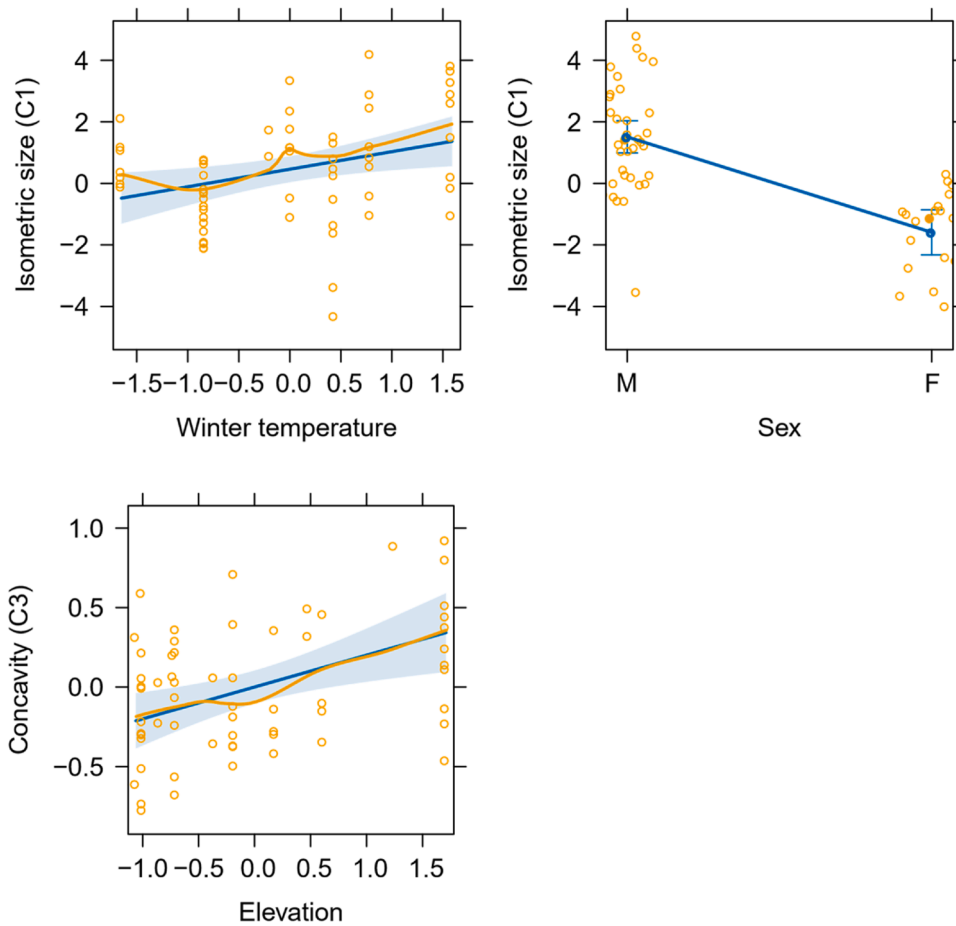 4
2
0
−2
−4
Isometric size (C1)
−1.5 −1.0 −0.5 0.0 0.5 1.0 1.5
Winter temperature
4
2
0
−2
−4
Isometric size (C1)
M F
Sex
1.0
0.5
0.0
−0.5
Concavity (C3)
−1.0 −0.5 0.0 0.5 1.0 1.5
Elevation